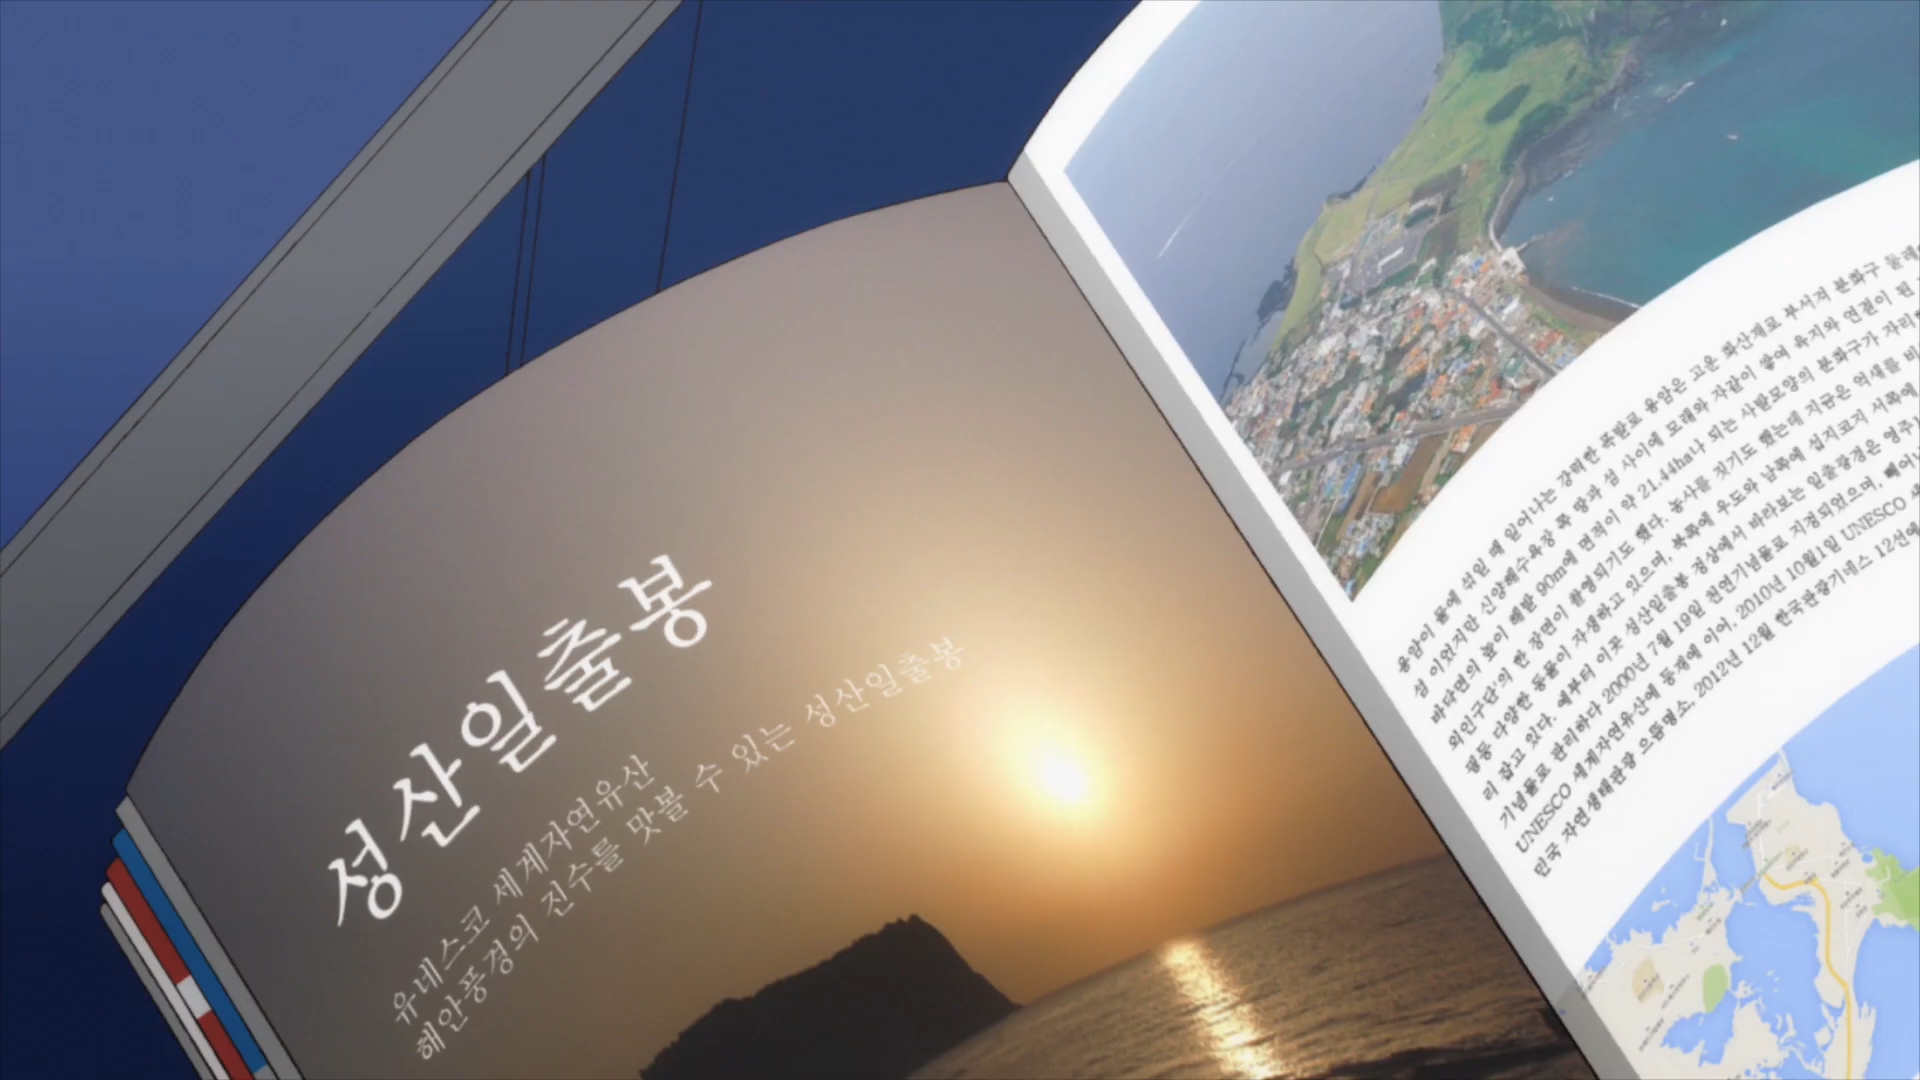 성산일출봉
유네스코 세계자연유산
해안풍경의 진수를 맛볼 수 있는 성산일출봉
용암이 물에 섞일 때 일어나는 강력한 폭발로 용암은 고운 화산재로 부서져 분화구 둘레
섬 이었지만 신양해수욕장 쪽 땅과 섬 사이에 모래와 자갈이 쌓여 육지와 연결이 된
바다면의 높이 해발 90m에 면적이 약 21.44ha나 되는 사발모양의 분화구가 자리
외인구단'의 한 장면이 촬영되기도 했다. 농사를 짓기도 했는데 지금은 억새를 비
평등 다양한 동물이 자생하고 있으며, 북쪽에 우도와 남쪽에 섭지코지 서쪽에
리 잡고 있다. 예부터 이곳 성산일출봉 정상에서 바라보는 일출광경은 영주
기념물로 관리하다 2000년 7월 19일 천연기념물로 지정되었으며, 빼어
UNESCO 세계자연유산에 등재에 이어, 2010년 10월1일 UNESCO 세
민국 자연생태관광 으뜸명소, 2012년 12월 한국관광기네스 12선에